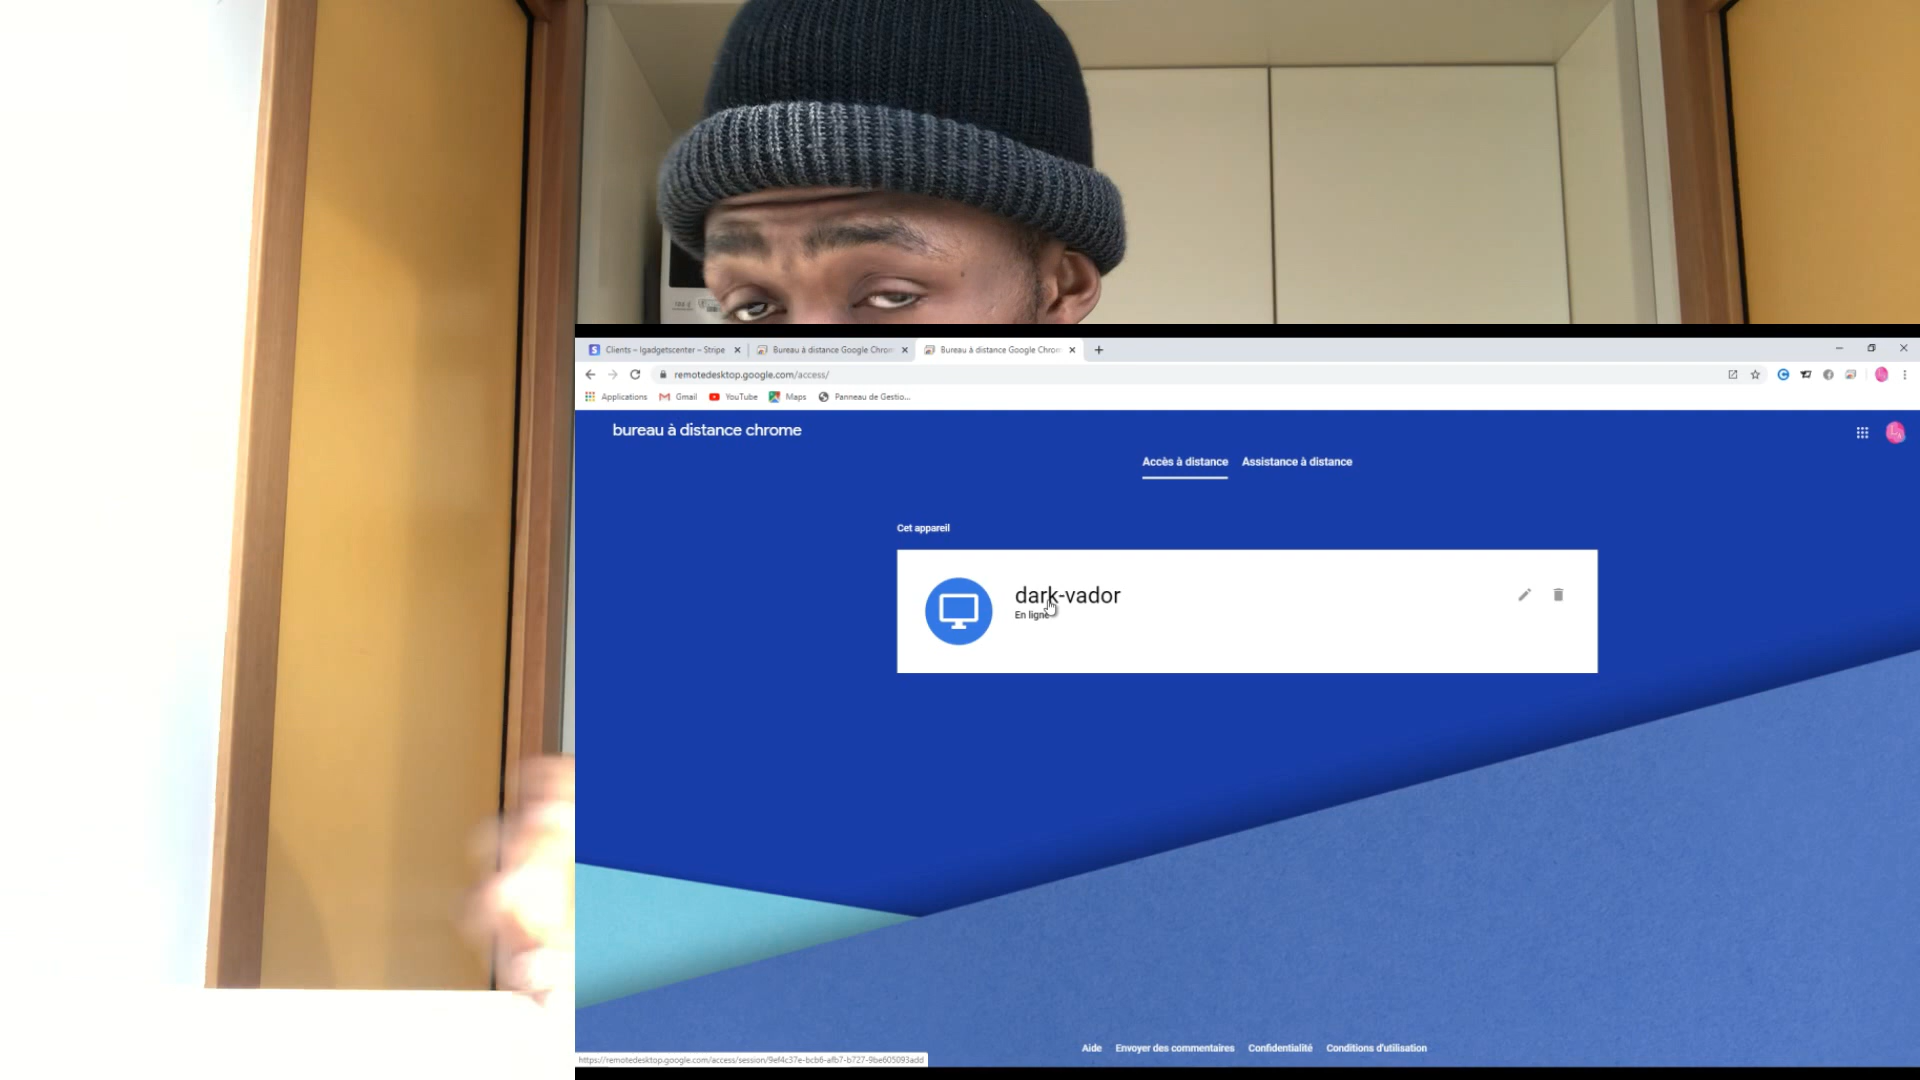 Clients – Igadgetscenter – Stripe
Bureau à distance Google Chrom
Bureau à distance Google Chrom
remotedesktop.google.com/access/
Applications
Gmail
YouTube
Maps
Panneau de Gestio...
bureau à distance chrome
Accès à distance
Assistance à distance
Cet appareil
dark-vador
En ligne
Aide
Envoyer des commentaires
Confidentialité
Conditions d'utilisation
https://remotedesktop.google.com/access/session/9ef4c37e-bcb6-afb7-b727-9be605093add